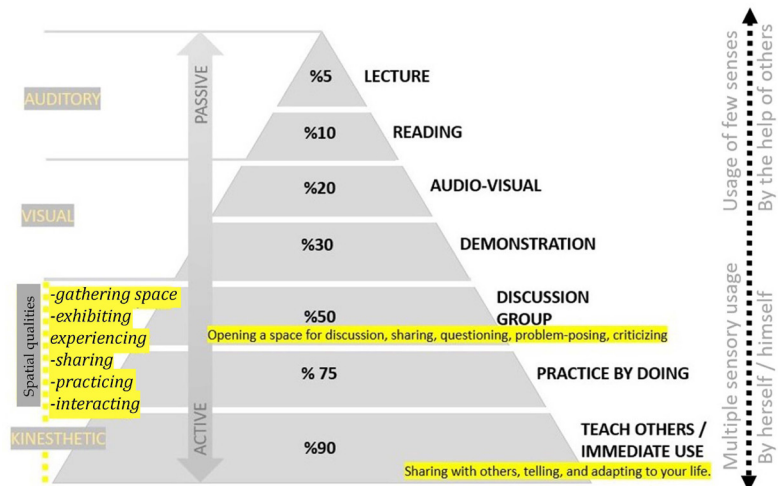 AUDITORY
VISUAL
KINESTHETIC
Spatial qualities
-gathering space
-exhibiting
experiencing
-sharing
-practicing
-interacting
PASSIVE
ACTIVE
%5
LECTURE
%10
READING
%20
AUDIO-VISUAL
%30
DEMONSTRATION
%50
DISCUSSION
GROUP
Opening a space for discussion, sharing, questioning, problem-posing, criticizing
% 75
PRACTICE BY DOING
%90
TEACH OTHERS /
IMMEDIATE USE
Sharing with others, telling, and adapting to your life.
Usage of few senses
By the help of others
Multiple sensory usage
By herself / himself